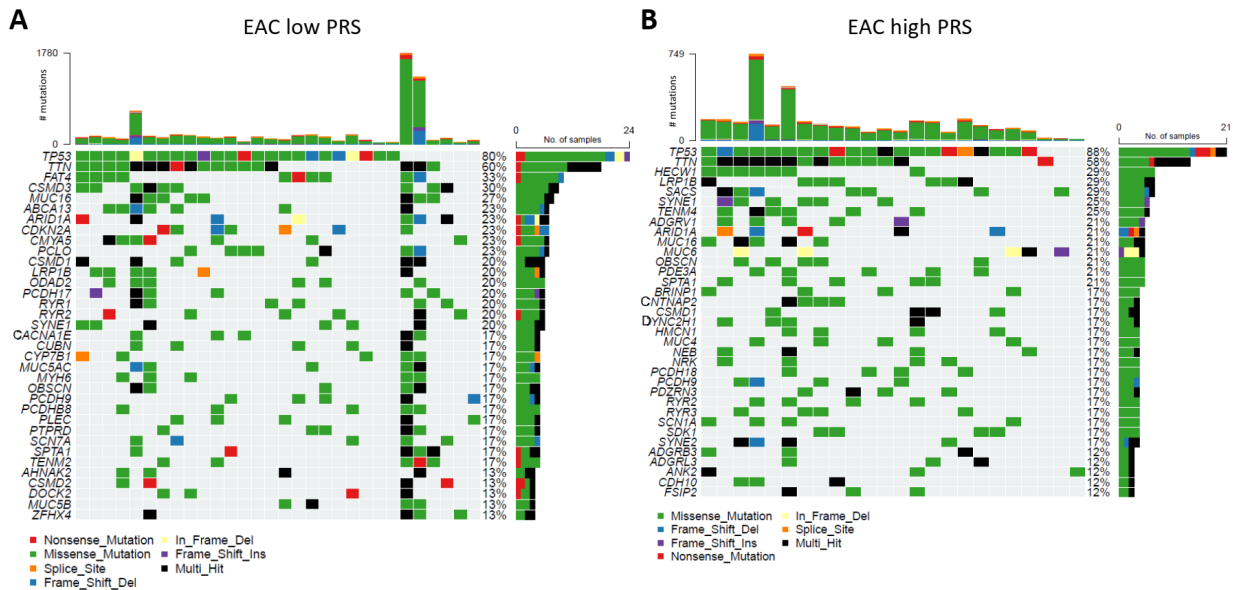 A
EAC low PRS
1780
# mutations
0
0 24
No. of samples
TP53 80%
TTN 60%
FAT4 33%
CSMD3 30%
MUC16 27%
ABCA13 23%
ARID1A 23%
CDKN2A 23%
CMYA5 23%
PCLO 23%
CSMD1 20%
LRP1B 20%
ODAD2 20%
PCDH17 20%
RYR1 20%
RYR2 20%
SYNE1 20%
CACNA1E 17%
CUBN 17%
CYP7B1 17%
MUC5AC 17%
MYH6 17%
OBSCN 17%
PCDH9 17%
PCDHB8 17%
PLEC 17%
PTPRD 17%
SCN7A 17%
SPTA1 17%
TENM2 17%
AHNAK2 13%
CSMD2 13%
DOCK2 13%
MUC5B 13%
ZFHX4 13%
Nonsense_Mutation
Missense_Mutation
Splice_Site
Frame_Shift_Del
In_Frame_Del
Frame_Shift_Ins
Multi_Hit
B
EAC high PRS
749
# mutations
0
0 21
No. of samples
TP53 88%
TTN 58%
HECW1 29%
LRP1B 29%
SACS 29%
SYNE1 25%
TENM4 25%
ADGRV1 21%
ARID1A 21%
MUC16 21%
MUC6 21%
OBSCN 21%
PDE3A 21%
SPTA1 21%
BRINP1 17%
CNTNAP2 17%
CSMD1 17%
DYNC2H1 17%
HMCN1 17%
MUC4 17%
NEB 17%
NRK 17%
PCDH18 17%
PCDH9 17%
PDZRN3 17%
RYR2 17%
RYR3 17%
SCN1A 17%
SDK1 17%
SYNE2 17%
ADGRB3 12%
ADGRL3 12%
ANK2 12%
CDH10 12%
FSIP2 12%
Missense_Mutation
Frame_Shift_Del
Frame_Shift_Ins
Nonsense_Mutation
In_Frame_Del
Splice_Site
Multi_Hit